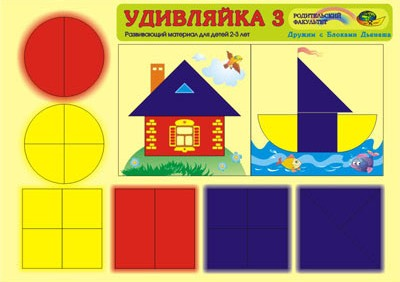 УДИВЛЯЙКА 3
Развивающий материал для детей 2-3 лет
РОДИТЕЛЬСКИЙ
ФАКУЛЬТЕТ
Дружим с Блоками Дьенеша